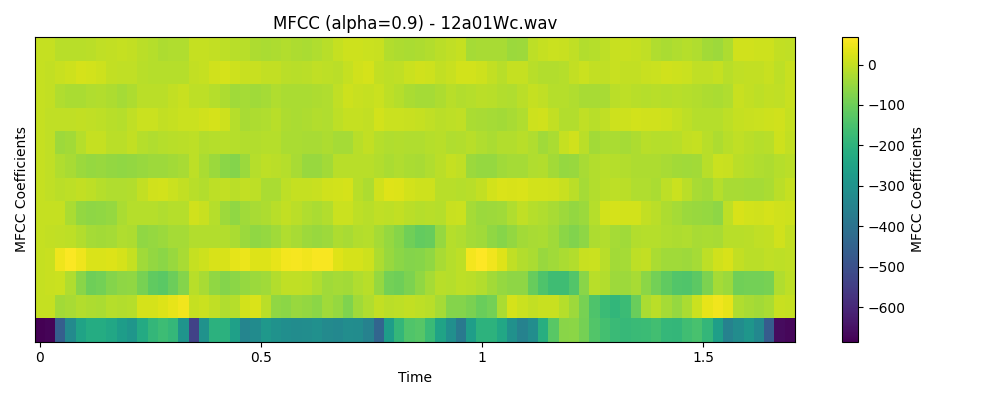 MFCC (alpha=0.9) - 12a01Wc.wav
MFCC Coefficients
0
0.5
1
1.5
Time
0
−100
−200
−300
−400
−500
−600
MFCC Coefficients